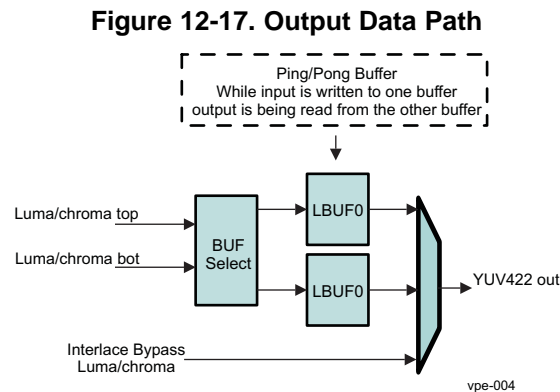 Figure 12-17. Output Data Path
Ping/Pong Buffer
While input is written to one buffer
output is being read from the other buffer
Luma/chroma top
LBUF0
BUF
Select
Luma/chroma bot
YUV422 out
LBUF0
Interlace Bypass
Luma/chroma
vpe-004